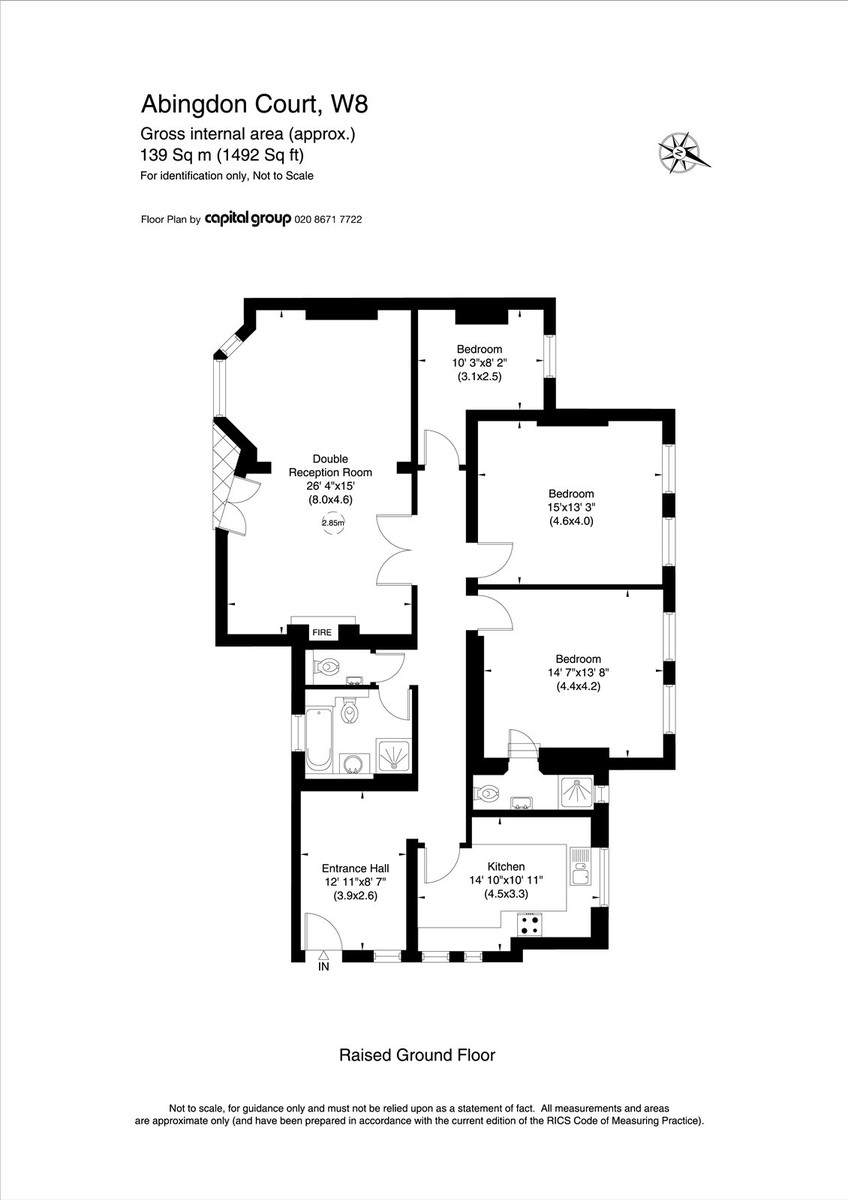 Abingdon Court, W8
Gross internal area (approx.)
139 Sq m (1492 Sq ft)
For identification only, Not to Scale
Floor Plan by capital group 020 8671 7722
N
Bedroom
10' 3"x8' 2"
(3.1x2.5)
Double
Reception Room
26' 4"x15'
(8.0x4.6)
2.85m
Bedroom
15'x13' 3"
(4.6x4.0)
FIRE
Bedroom
14' 7"x13' 8"
(4.4x4.2)
Entrance Hall
12' 11"x8' 7"
(3.9x2.6)
Kitchen
14' 10"x10' 11"
(4.5x3.3)
IN
Raised Ground Floor
Not to scale, for guidance only and must not be relied upon as a statement of fact. All measurements and areas
are approximate only (and have been prepared in accordance with the current edition of the RICS Code of Measuring Practice).